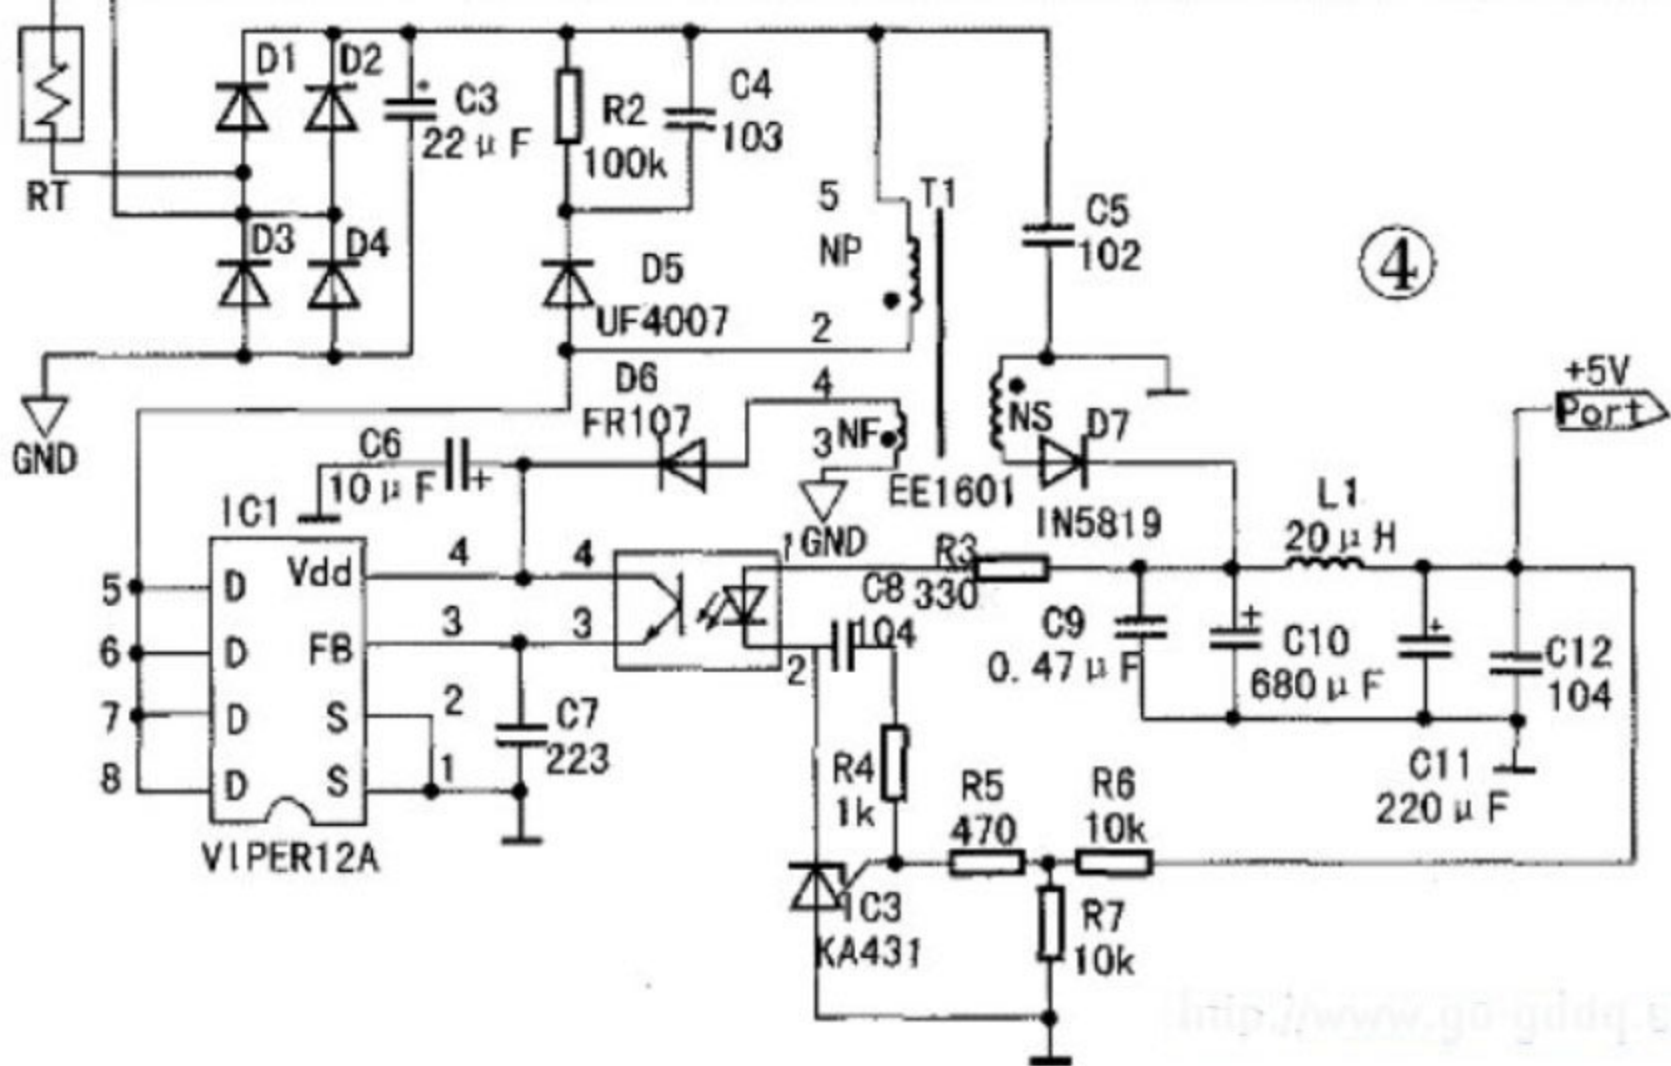 D1
D2
C3
22μF
R2
100k
C4
103
RT
D3
D4
5
T1
C5
102
NP
④
D5
UF4007
2
GND
D6
FR107
4
3
NF
NS
D7
+5V
Port
C6
10μF
+
EE1601
IN5819
L1
20μH
IC1
GND
Vdd
4
4
1
R3
330
5
D
C8
104
C9
0.47μF
+
C10
680μF
+
C12
104
6
D
FB
3
3
2
7
D
S
2
C7
223
8
D
S
1
R4
1k
R5
470
R6
10k
C11
220μF
VIPER12A
IC3
KA431
R7
10k